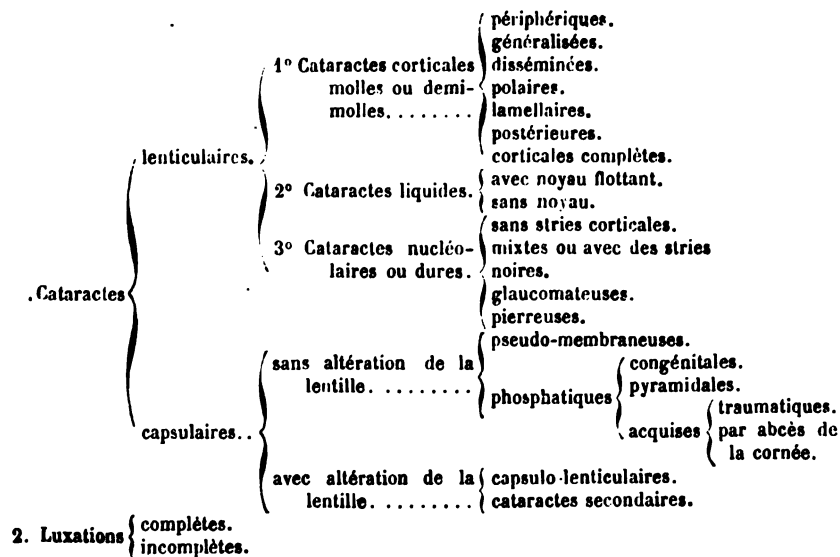 périphériques.
généralisées.
1º Cataractes corticales
disséminées.
molles ou demi-
polaires.
molles. . . . . . . .
lamellaires.
postérieures.
lenticulaires.
corticales complètes.
2º Cataractes liquides.
avec noyau flottant.
sans noyau.
sans stries corticales.
3º Cataractes nucléo-
mixtes ou avec des stries
laires ou dures.
noires.
. Cataractes
glaucomateuses.
pierreuses.
pseudo-membraneuses.
sans altération de la
lentille. . . . . . . . .
phosphatiques
congénitales.
pyramidales.
acquises
traumatiques.
par abcès de
la cornée.
capsulaires. .
avec altération de la
lentille. . . . . . . . .
capsulo-lenticulaires.
cataractes secondaires.
2. Luxations
complètes.
incomplètes.